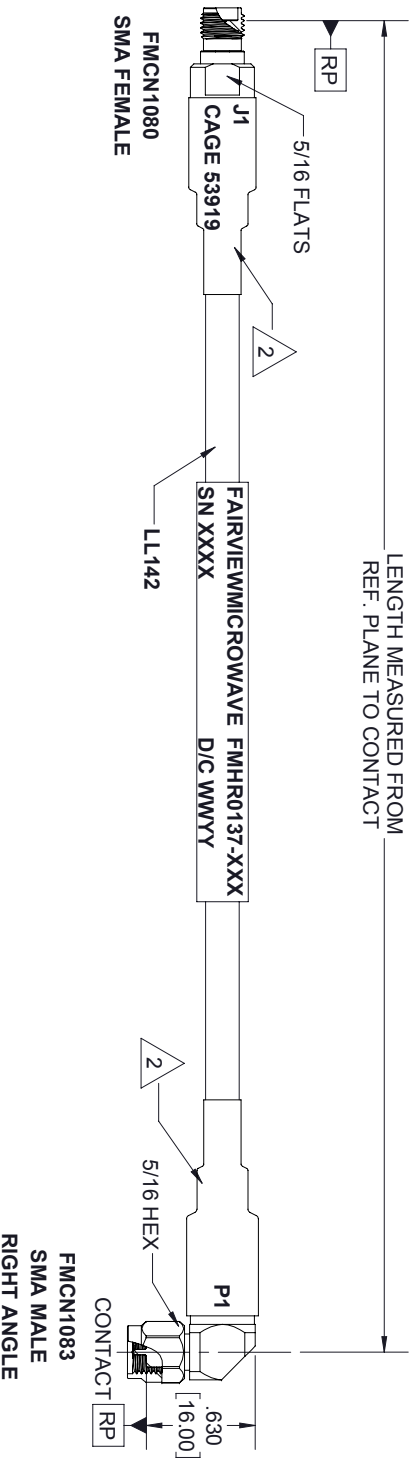 LENGTH MEASURED FROM
REF. PLANE TO CONTACT
RP
5/16 FLATS
J1
CAGE 53919
FMCN1080
SMA FEMALE
2
LL142
FAIRVIEWMICROWAVE FMHR0137-XXX
SN XXXX D/C WWYY
2
5/16 HEX
P1
FMCN1083
SMA MALE
RIGHT ANGLE
CONTACT RP
.630
[16.00]